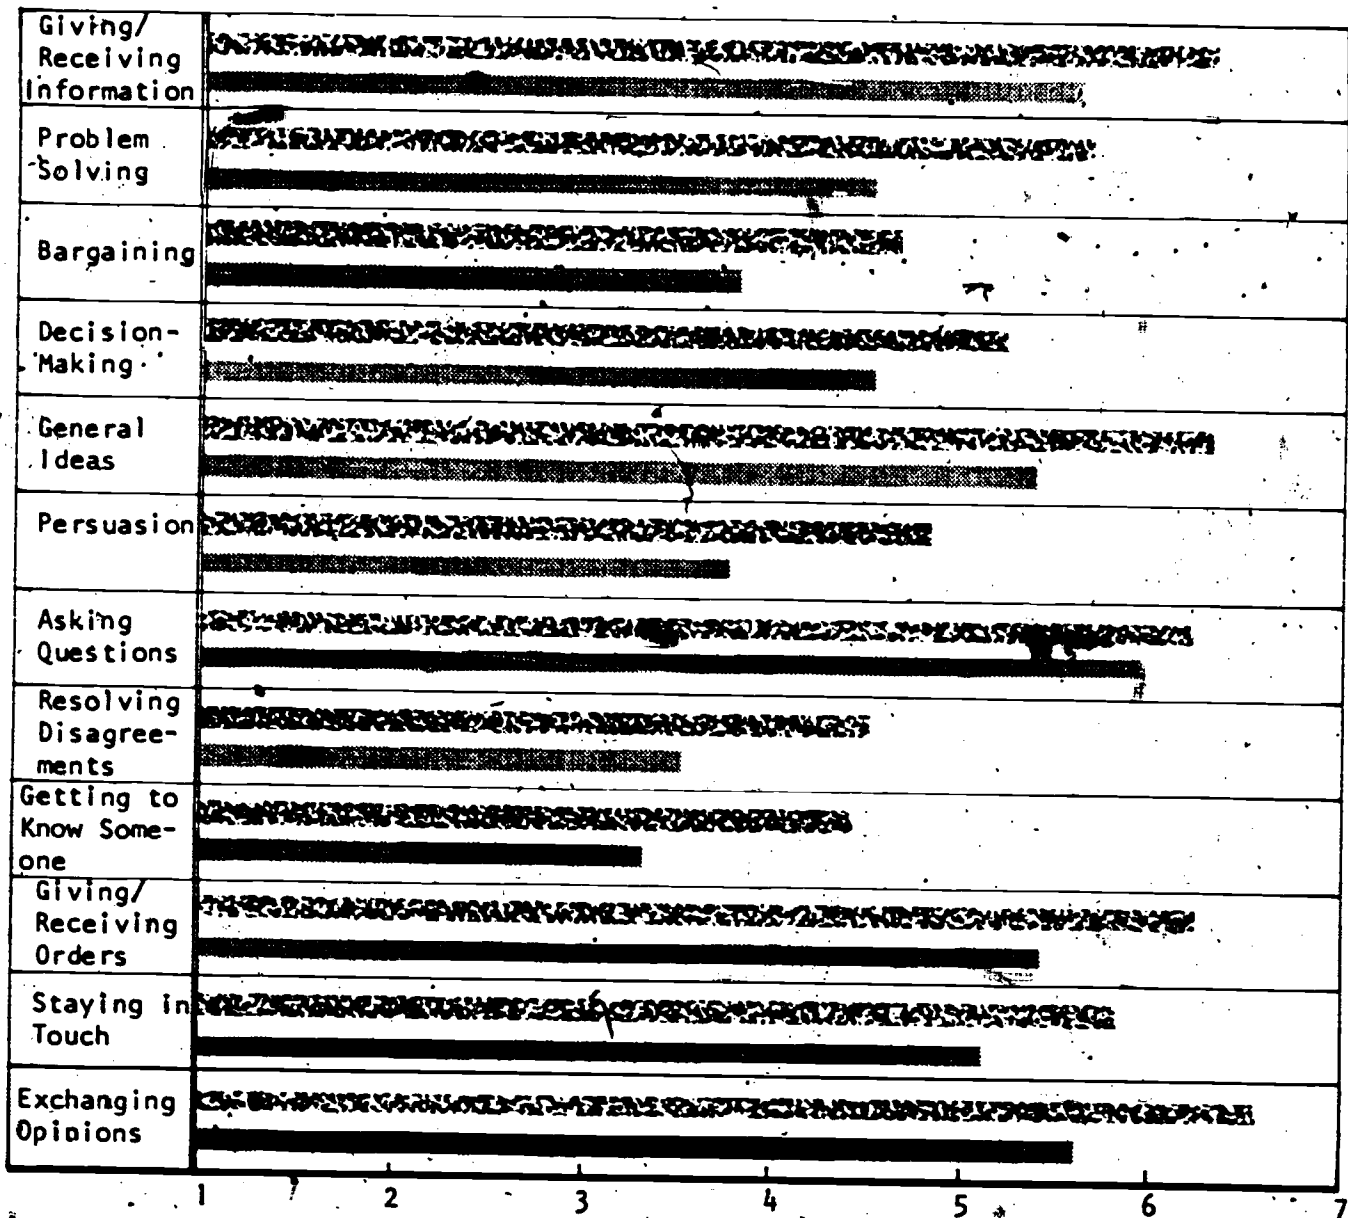 Giving/
Receiving
Information
Problem
Solving
Bargaining
Decision-
Making
General
Ideas
Persuasion
Asking
Questions
Resolving
Disagree-
ments
Getting to
Know Some-
one
Giving/
Receiving
Orders
Staying in
Touch
Exchanging
Opinions
1 2 3 4 5 6 7